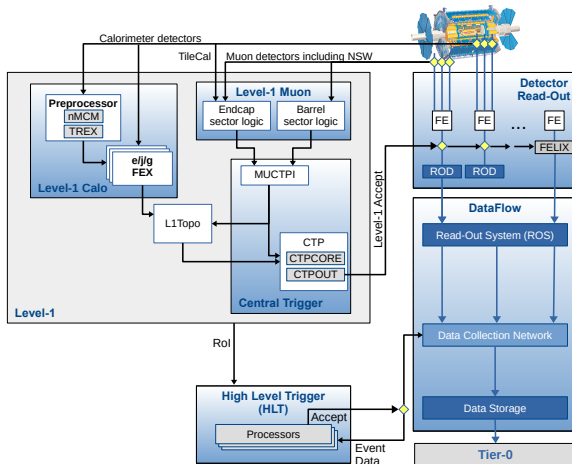 Calorimeter detectors
TileCal
Muon detectors including NSW
Detector
Read-Out
Preprocessor
nMCM
TREX
e/j/g
FEX
Level-1 Calo
Level-1 Muon
Endcap
sector logic
Barrel
sector logic
MUCTPI
L1Topo
CTP
CTPCORE
CTPOUT
Central Trigger
Level-1
Level-1 Accept
FE
FE
...
FE
FELIX
ROD
ROD
DataFlow
Read-Out System (ROS)
Data Collection Network
Data Storage
Tier-0
RoI
High Level Trigger
(HLT)
Accept
Processors
Event
Data